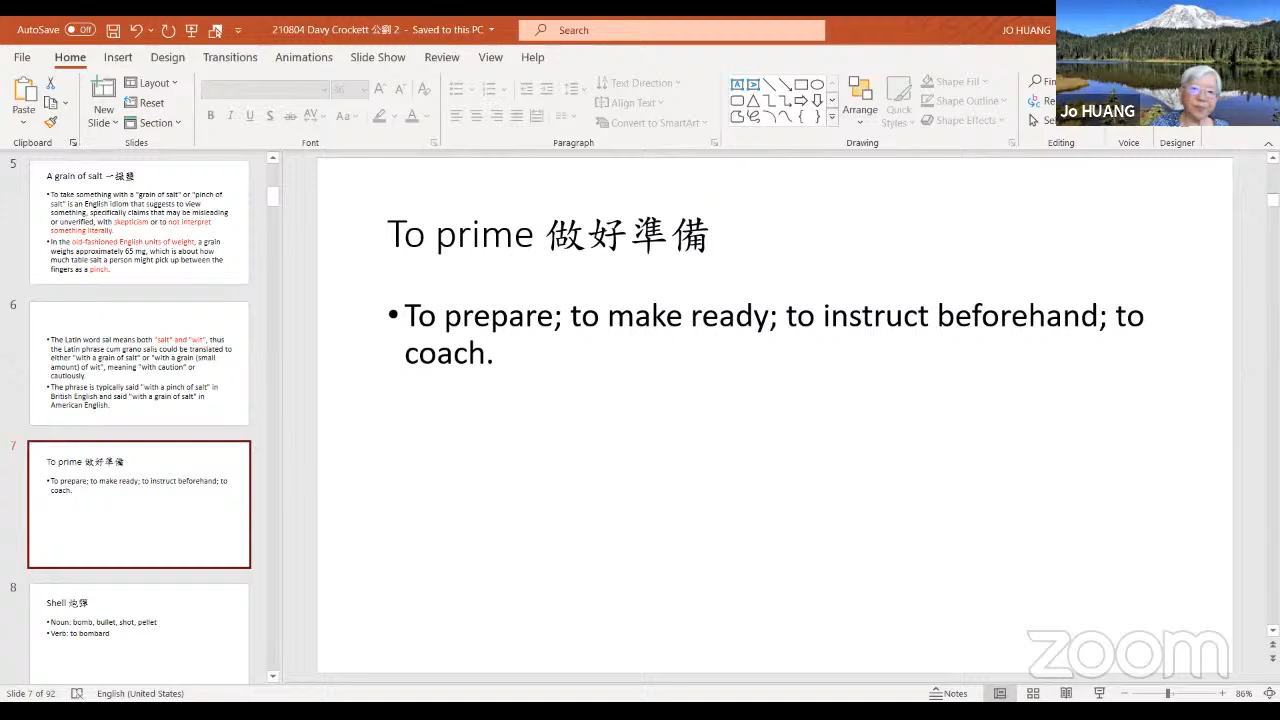 AutoSave Off
210804 Davy Crockett 公劉 2 - Saved to this PC
Search
JO HUANG
File Home Insert Design Transitions Animations Slide Show Review View Help
Paste
New
Slide
Layout
Reset
Section
36
Text Direction
Align Text
Convert to SmartArt
Arrange
Quick
Styles
Shape Fill
Shape Outline
Shape Effects
Jo HUANG
Clipboard Slides Font Paragraph Drawing Editing Voice Designer
5
A grain of salt 一撮鹽
• To take something with a "grain of salt" or "pinch of
salt" is an English idiom that suggests to view
something, specifically claims that may be misleading
or unverified, with skepticism or to not interpret
something literally.
• In the old-fashioned English units of weight, a grain
weighs approximately 65 mg, which is about how
much table salt a person might pick up between the
fingers as a pinch.
6
• The Latin word sal means both "salt" and "wit", thus
the Latin phrase cum grano salis could be translated to
either "with a grain of salt" or "with a grain (small
amount) of wit", meaning "with caution" or
cautiously.
• The phrase is typically said "with a pinch of salt" in
British English and said "with a grain of salt" in
American English.
7
To prime 做好準備
• To prepare; to make ready; to instruct beforehand; to
coach.
8
Shell 炮彈
• Noun: bomb, bullet, shot, pellet
• Verb: to bombard
To prime 做好準備
• To prepare; to make ready; to instruct beforehand; to
coach.
zoom
Slide 7 of 92
English (United States)
Notes
86%